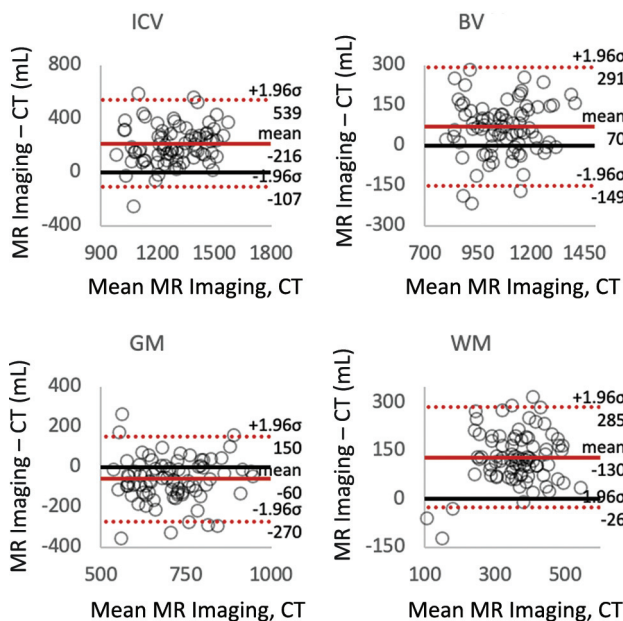 ICV
MR Imaging – CT (mL)
800
400
0
-400
+1.96σ
539
mean
-216
-1.96σ
-107
900 1200 1500 1800
Mean MR Imaging, CT
BV
MR Imaging – CT (mL)
300
150
0
-150
-300
+1.96σ
291
mean
70
-1.96σ
-149
700 950 1200 1450
Mean MR Imaging, CT
GM
MR Imaging – CT (mL)
400
200
0
-200
-400
+1.96σ
150
mean
-60
-1.96σ
-270
500 750 1000
Mean MR Imaging, CT
WM
MR Imaging – CT (mL)
300
150
0
-150
+1.96σ
285
mean
-130
1.96σ
-26
100 300 500
Mean MR Imaging, CT